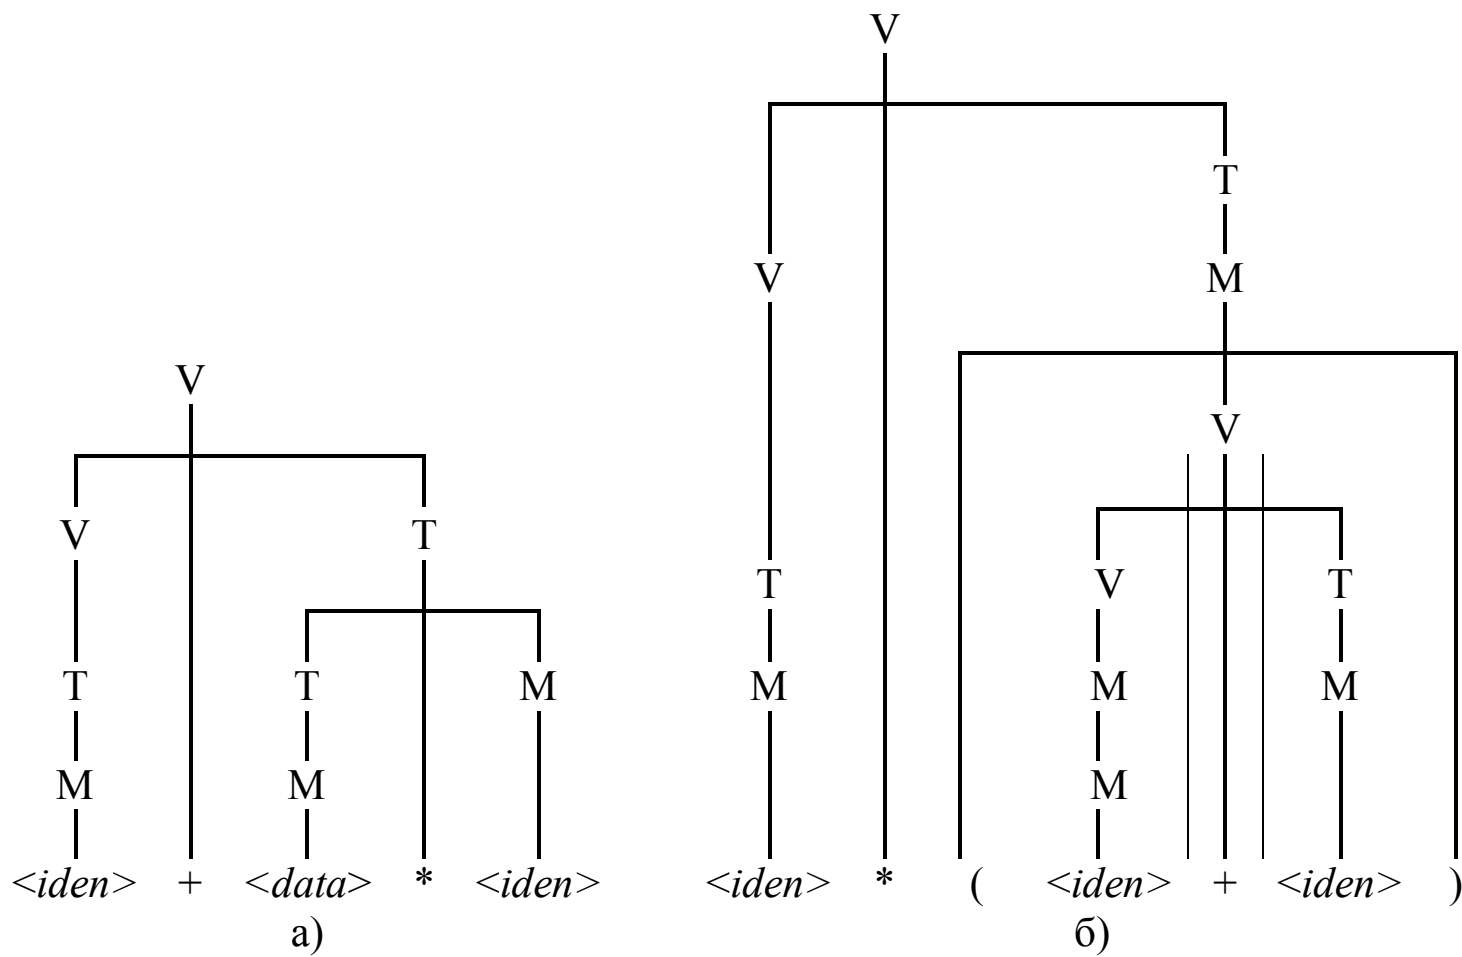 V
T
V M
V
V
V T
T V T
T T M M M M
M M M
<iden> + <data> * <iden> <iden> * ( <iden> + <iden> )
а) б)